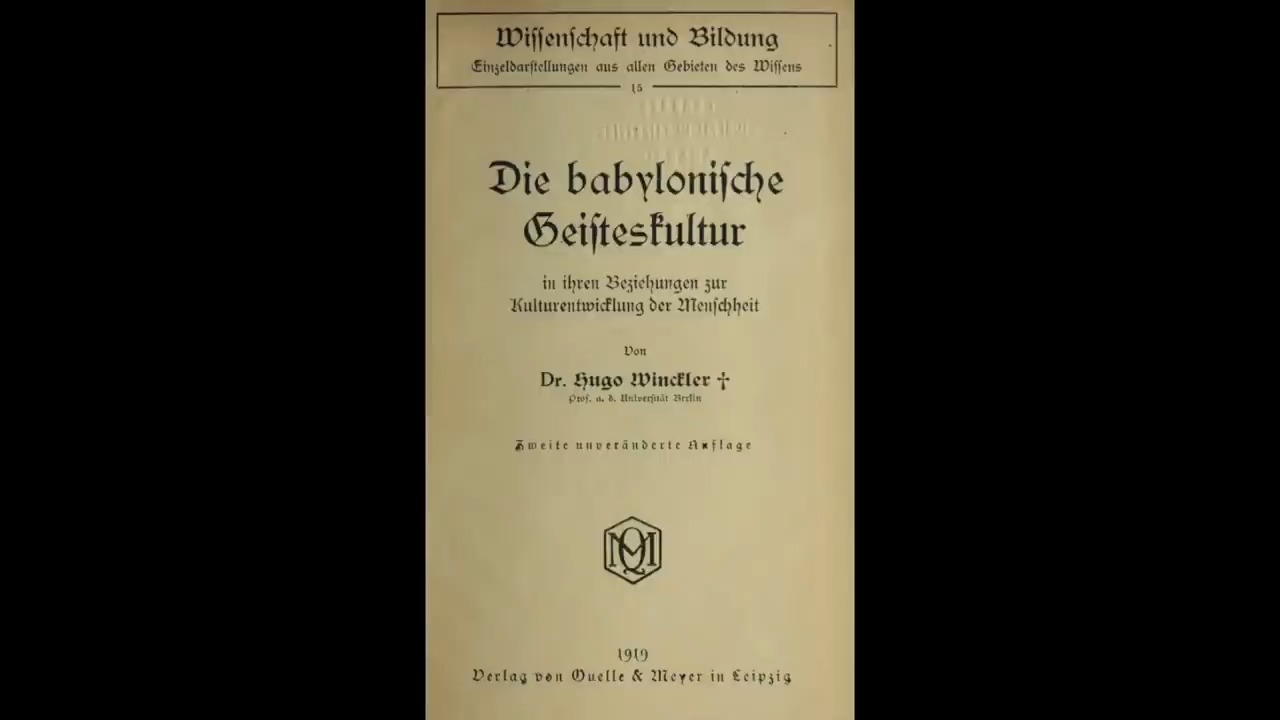 Wissenschaft und Bildung
Einzeldarstellungen aus allen Gebieten des Wissens
15
Die babylonische
Geisteskultur
in ihren Beziehungen zur
Kulturentwicklung der Menschheit
Von
Dr. Hugo Winckler †
Prof. a. d. Universität Berlin
Zweite unveränderte Auflage
QM
1919
Verlag von Quelle & Meyer in Leipzig